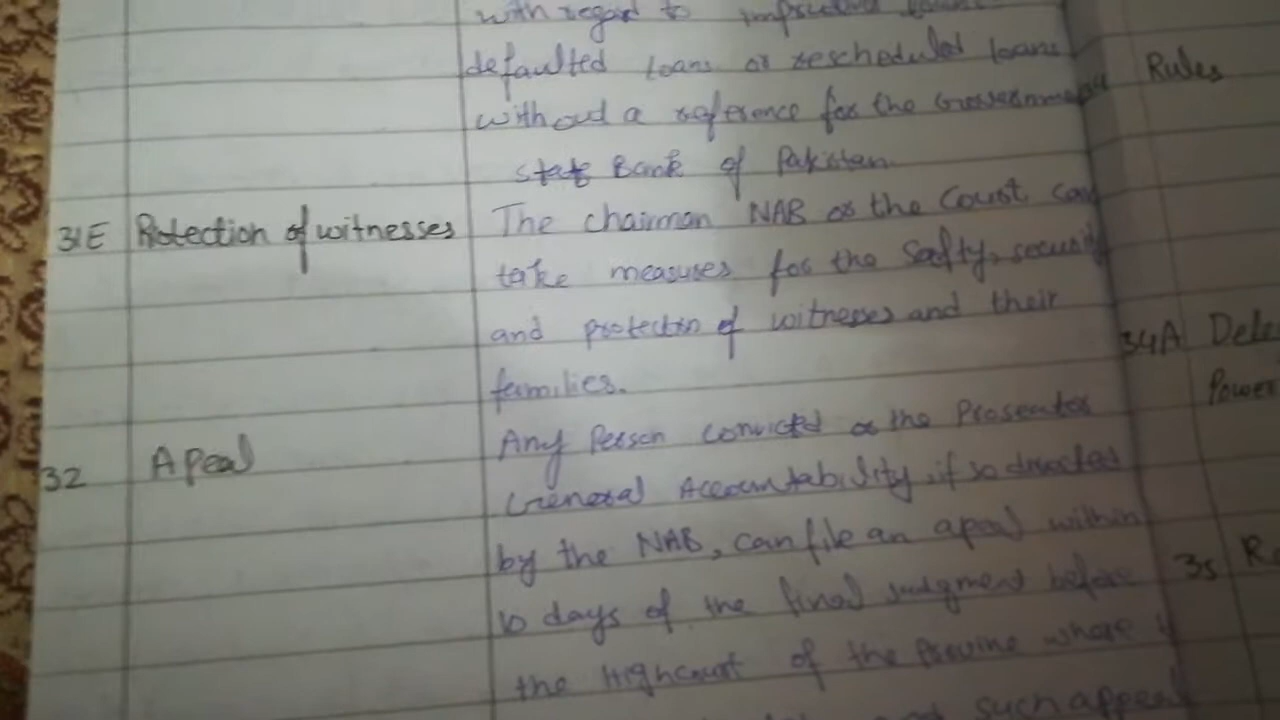 with regard to
defaulted loans or rescheduled loans
without a reference for the Government
state Bank of Pakistan
31E Protection of witnesses The chairman NAB or the Court can
take measures for the Safty, security
and protectin of witnesses and their
families.
32 Apeal Any Person convicted or the Prosecutor
General Accountability, if so directed
by the NAB, can file an apeal within
10 days of the final judgment before
the Highcourt of the Provine where
such appeal
Rules
34A
Power
35